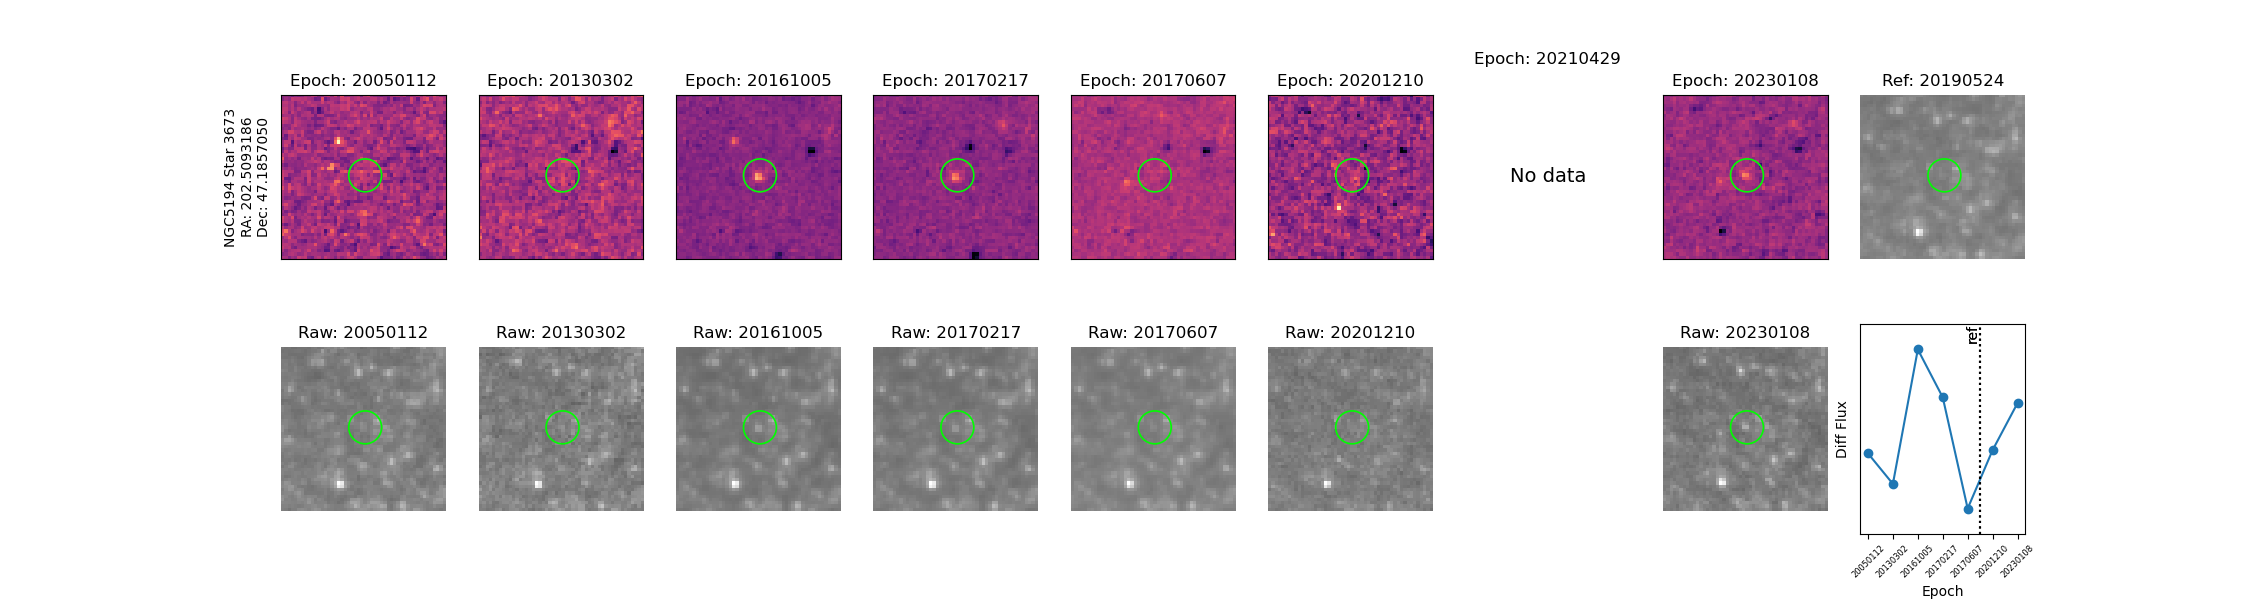 Epoch: 20050112
Epoch: 20130302
Epoch: 20161005
Epoch: 20170217
Epoch: 20170607
Epoch: 20201210
Epoch: 20210429
Epoch: 20230108
Ref: 20190524
NGC5194 Star 3673
RA: 202.5093186
Dec: 47.1857050
No data
Raw: 20050112
Raw: 20130302
Raw: 20161005
Raw: 20170217
Raw: 20170607
Raw: 20201210
Raw: 20230108
ref
Diff Flux
20050112
20130302
20161005
20170217
20170607
20201210
20230108
Epoch